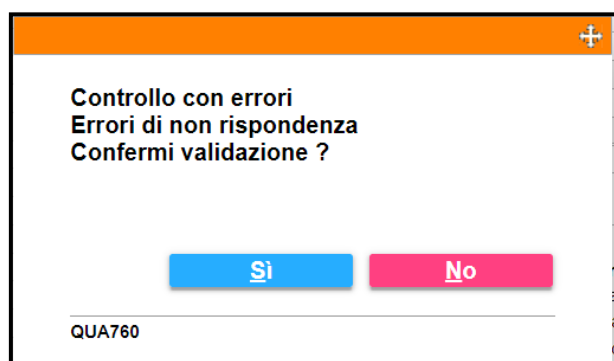 Controllo con errori
Errori di non rispondenza
Confermi validazione ?
Sì
No
QUA760